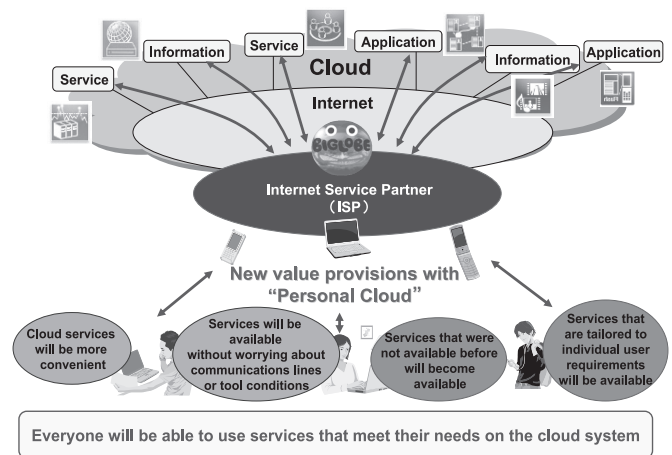 Service
Information
Service
Application
Information
Application
Cloud
Internet
BIGLOBE
Internet Service Partner
(ISP)
New value provisions with
“Personal Cloud”
Cloud services
will be more
convenient
Services will be
available
without worrying about
communications lines
or tool conditions
Services that were
not available before
will become
available
Services that
are tailored to
individual user
requirements
will be available
Everyone will be able to use services that meet their needs on the cloud system